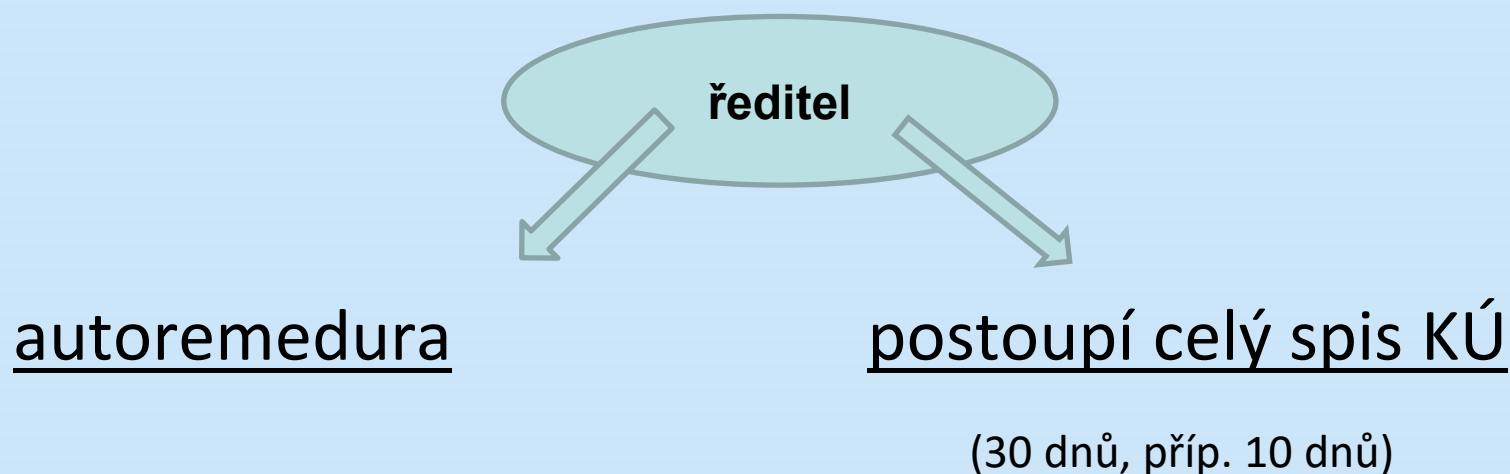 ředitel
autoremedura
postoupí celý spis KÚ
(30 dnů, příp. 10 dnů)